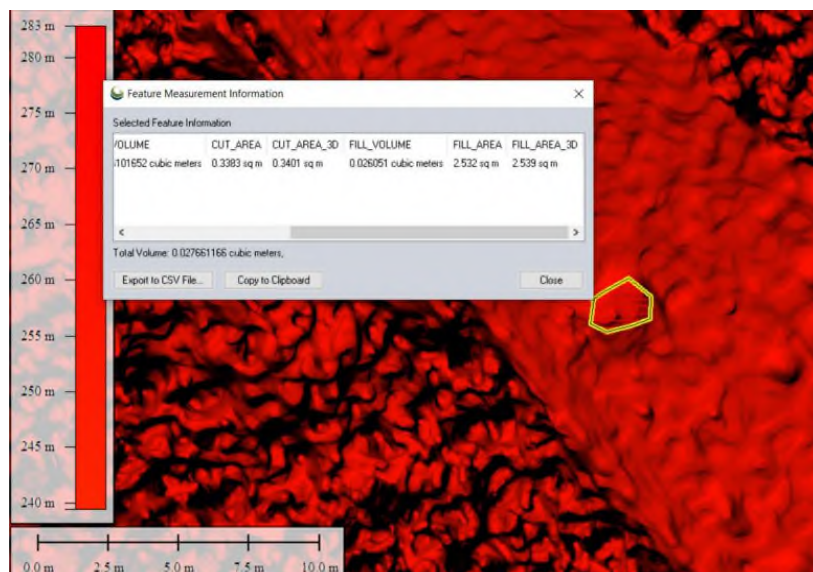 283 m
280 m
275 m
270 m
265 m
260 m
255 m
250 m
245 m
240 m
Feature Measurement Information
Selected Feature Information
VOLUME CUT_AREA CUT_AREA_3D FILL_VOLUME FILL_AREA FILL_AREA_3D
101652 cubic meters 0.3383 sq m 0.3401 sq m 0.026051 cubic meters 2.532 sq m 2.539 sq m
Total Volume: 0.027661166 cubic meters,
Export to CSV File... Copy to Clipboard Close
0.0 m 2.5 m 5.0 m 7.5 m 10.0 m